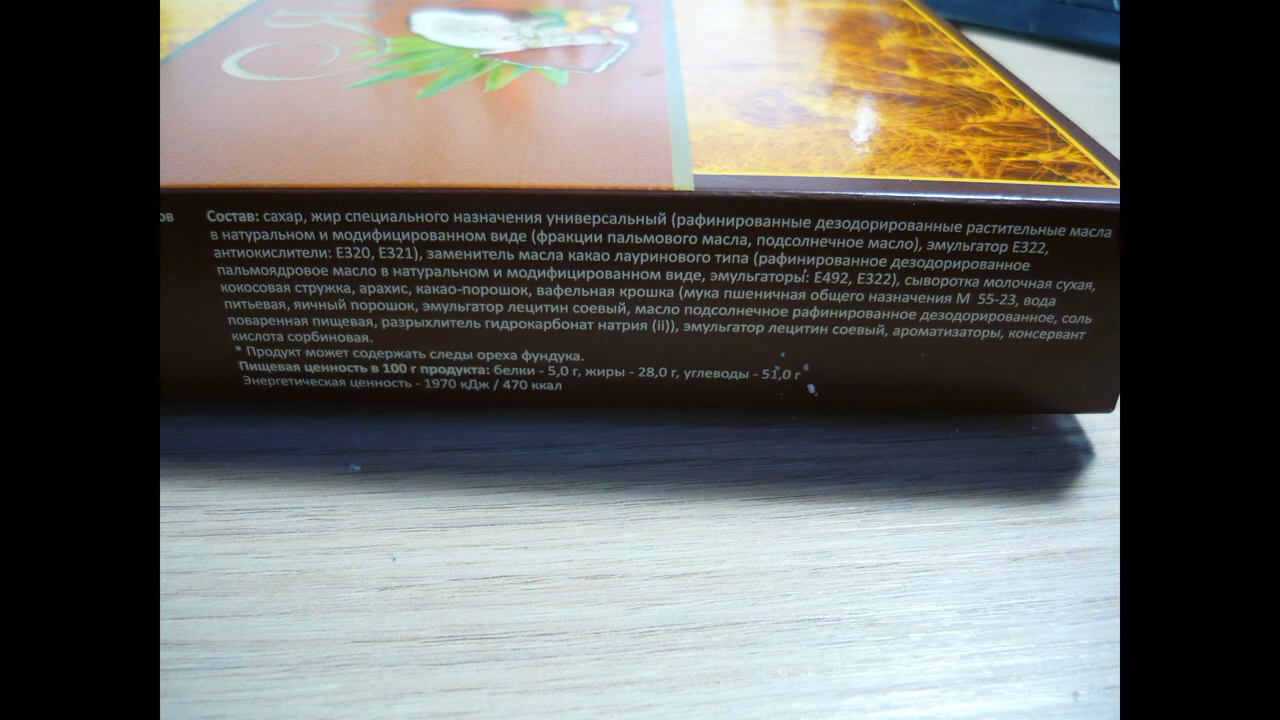 ов
Состав: сахар, жир специального назначения универсальный (рафинированные дезодорированные растительные масла
в натуральном и модифицированном виде (фракции пальмового масла, подсолнечное масло), эмульгатор Е322,
антиокислители: Е320, Е321), заменитель масла какао лауринового типа (рафинированное дезодорированное
пальмоядровое масло в натуральном и модифицированном виде, эмульгаторы: Е492, Е322), сыворотка молочная сухая,
кокосовая стружка, арахис, какао-порошок, вафельная крошка (мука пшеничная общего назначения М 55-23, вода
питьевая, яичный порошок, эмульгатор лецитин соевый, масло подсолнечное рафинированное дезодорированное, соль
поваренная пищевая, разрыхлитель гидрокарбонат натрия (ii)), эмульгатор лецитин соевый, ароматизаторы, консервант
кислота сорбиновая.
* Продукт может содержать следы ореха фундука.
Пищевая ценность в 100 г продукта: белки - 5,0 г, жиры - 28,0 г, углеводы - 51,0 г
Энергетическая ценность - 1970 кДж / 470 ккал